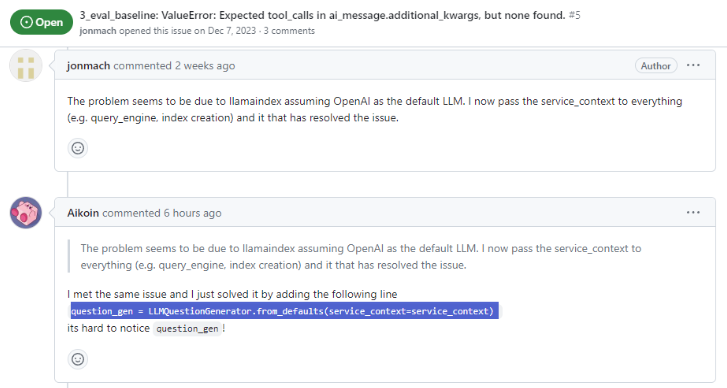 Open
3_eval_baseline: ValueError: Expected tool_calls in ai_message.additional_kwargs, but none found. #5
jonmach opened this issue on Dec 7, 2023 · 3 comments
jonmach commented 2 weeks ago
Author
The problem seems to be due to llamaindex assuming OpenAI as the default LLM. I now pass the service_context to everything
(e.g. query_engine, index creation) and it that has resolved the issue.
Aikoin commented 6 hours ago
The problem seems to be due to llamaindex assuming OpenAI as the default LLM. I now pass the service_context to
everything (e.g. query_engine, index creation) and it that has resolved the issue.
I met the same issue and I just solved it by adding the following line
question_gen = LLMQuestionGenerator.from_defaults(service_context=service_context)
its hard to notice question_gen !